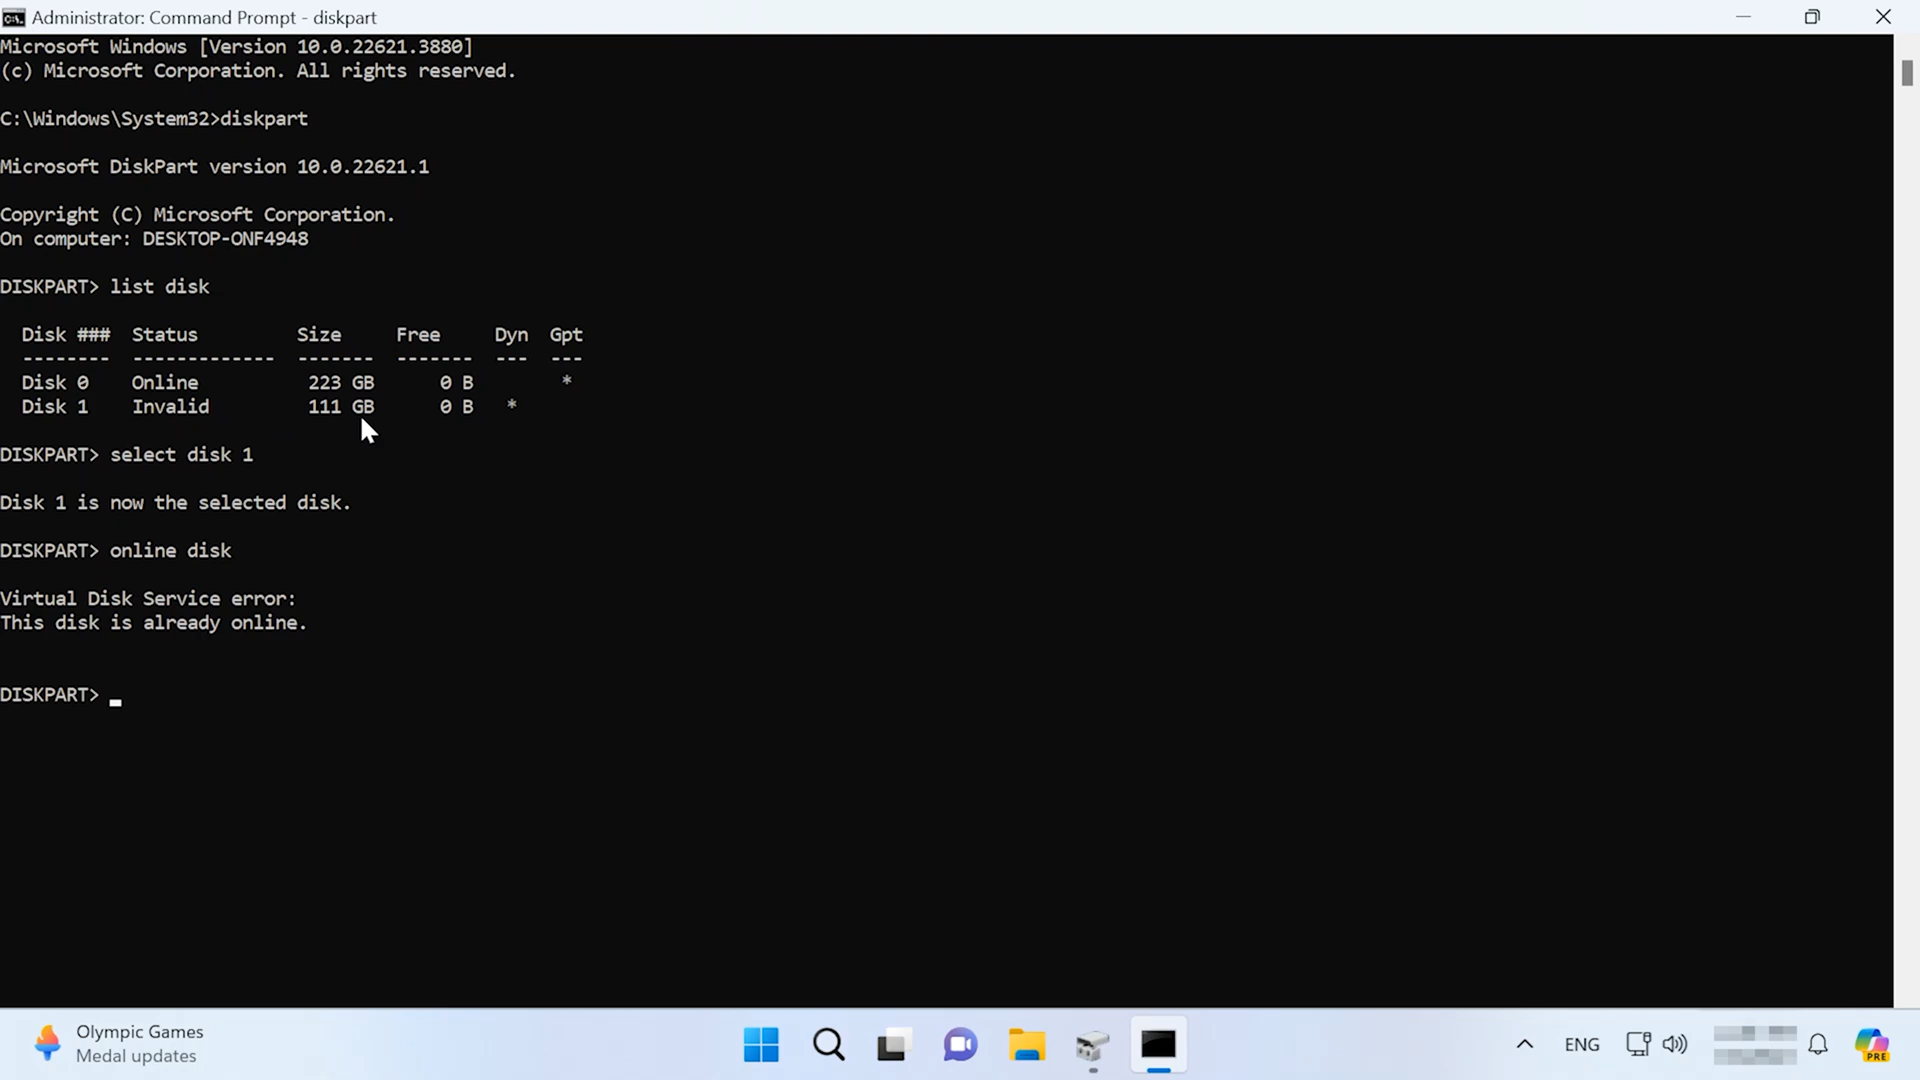 Administrator: Command Prompt - diskpart
Microsoft Windows [Version 10.0.22621.3880]
(c) Microsoft Corporation. All rights reserved.
C:\Windows\System32>diskpart
Microsoft DiskPart version 10.0.22621.1
Copyright (C) Microsoft Corporation.
On computer: DESKTOP-ONF4948
DISKPART> list disk
  Disk ###  Status         Size     Free     Dyn  Gpt
  --------  -------------  -------  -------  ---  ---
  Disk 0    Online          223 GB      0 B        *
  Disk 1    Invalid         111 GB      0 B   *
DISKPART> select disk 1
Disk 1 is now the selected disk.
DISKPART> online disk
Virtual Disk Service error:
This disk is already online.
DISKPART>
Olympic Games
Medal updates
ENG
PRE